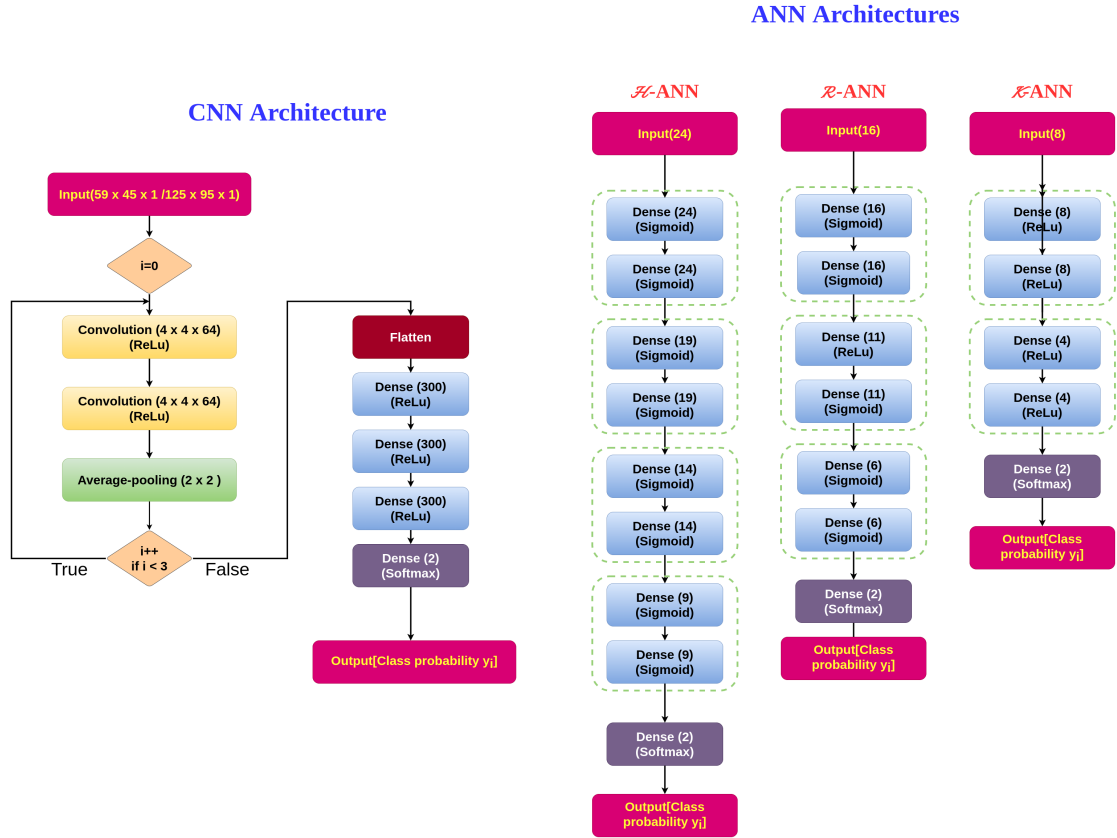 ANN Architectures
CNN Architecture
Input(59 x 45 x 1 /125 x 95 x 1)
i=0
Convolution (4 x 4 x 64)
(ReLu)
Convolution (4 x 4 x 64)
(ReLu)
Average-pooling (2 x 2 )
i++
if i < 3
True
False
Flatten
Dense (300)
(ReLu)
Dense (300)
(ReLu)
Dense (300)
(ReLu)
Dense (2)
(Softmax)
Output[Class probability yi]
ℋ-ANN
Input(24)
Dense (24)
(Sigmoid)
Dense (24)
(Sigmoid)
Dense (19)
(Sigmoid)
Dense (19)
(Sigmoid)
Dense (14)
(Sigmoid)
Dense (14)
(Sigmoid)
Dense (9)
(Sigmoid)
Dense (9)
(Sigmoid)
Dense (2)
(Softmax)
Output[Class
probability yi]
𝓡-ANN
Input(16)
Dense (16)
(Sigmoid)
Dense (16)
(Sigmoid)
Dense (11)
(ReLu)
Dense (11)
(Sigmoid)
Dense (6)
(Sigmoid)
Dense (6)
(Sigmoid)
Dense (2)
(Softmax)
Output[Class
probability yi]
𝒦-ANN
Input(8)
Dense (8)
(ReLu)
Dense (8)
(ReLu)
Dense (4)
(ReLu)
Dense (4)
(ReLu)
Dense (2)
(Softmax)
Output[Class
probability yi]